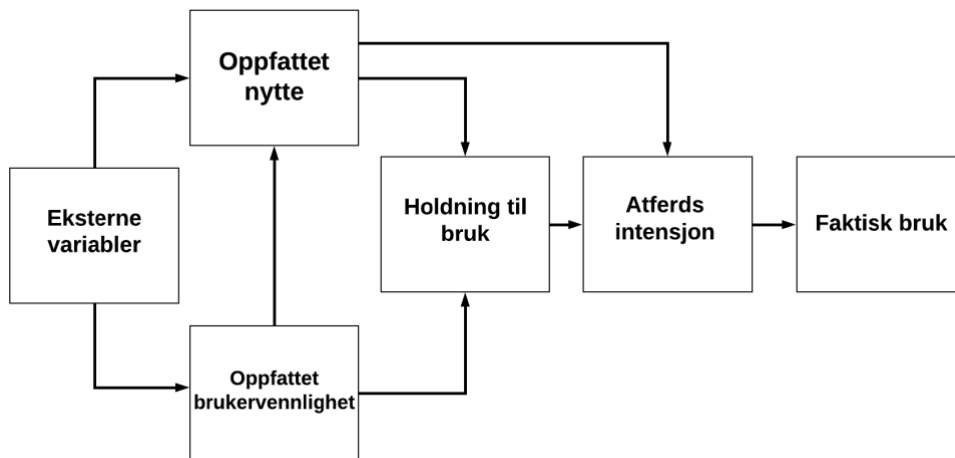 Oppfattet
nytte
Eksterne
variabler
Holdning til
bruk
Atferds
intensjon
Faktisk bruk
Oppfattet
brukervennlighet